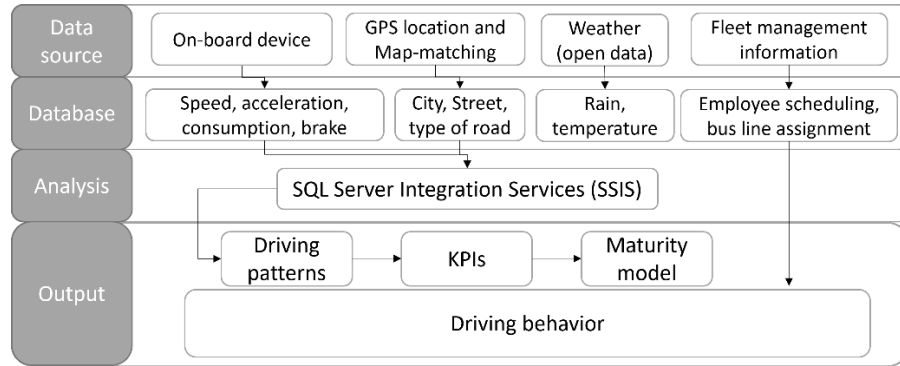 Data
source
On-board device
GPS location and
Map-matching
Weather
(open data)
Fleet management
information
Database
Speed, acceleration,
consumption, brake
City, Street,
type of road
Rain,
temperature
Employee scheduling,
bus line assignment
Analysis
SQL Server Integration Services (SSIS)
Output
Driving
patterns
KPIs
Maturity
model
Driving behavior